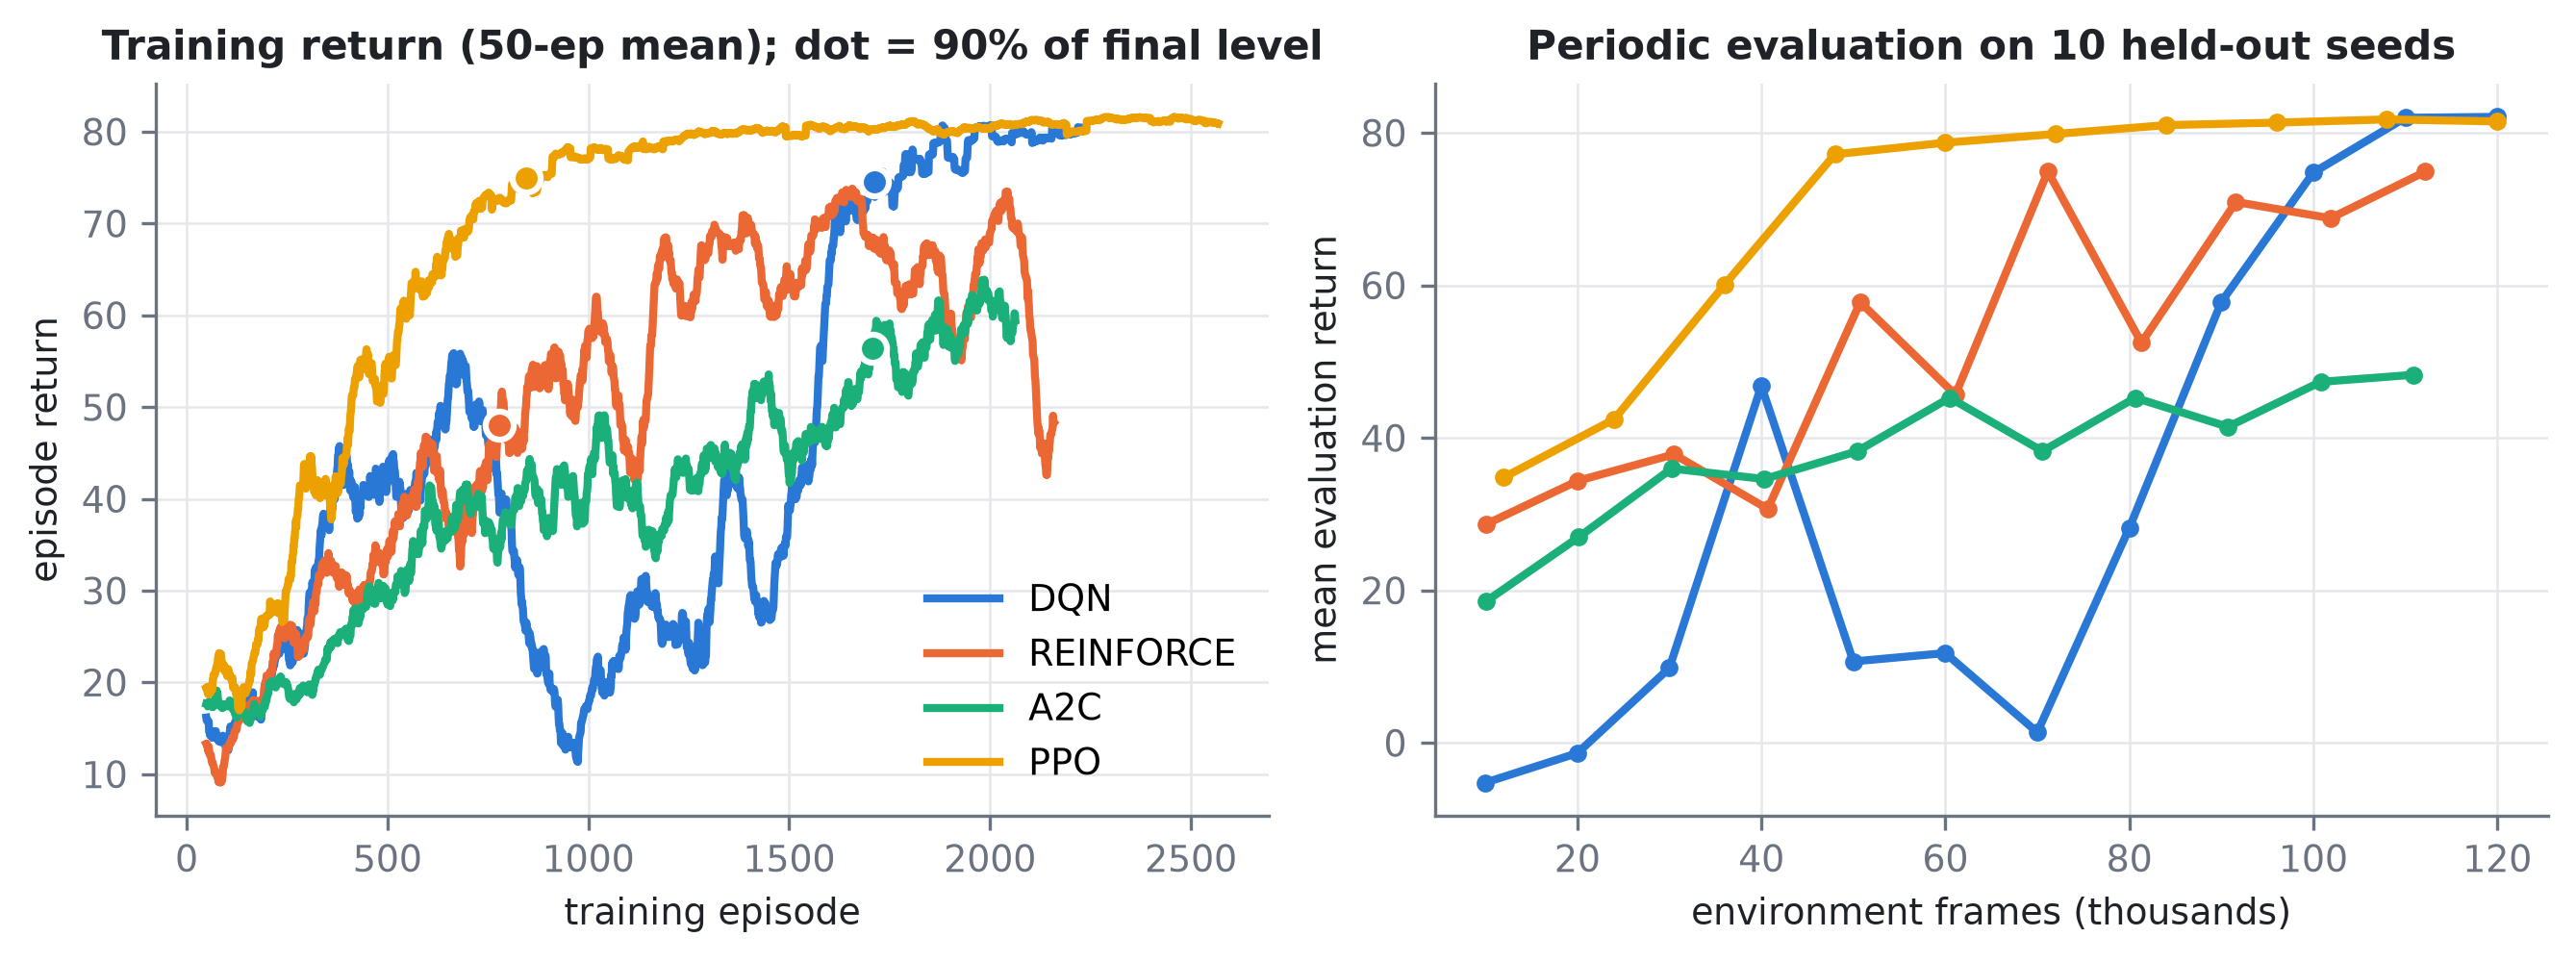 Training return (50-ep mean); dot = 90% of final level
80
70
60
50
40
30
20
10
episode return
0
500
1000
1500
2000
2500
training episode
DQN
REINFORCE
A2C
PPO
Periodic evaluation on 10 held-out seeds
80
60
40
20
0
mean evaluation return
20
40
60
80
100
120
environment frames (thousands)